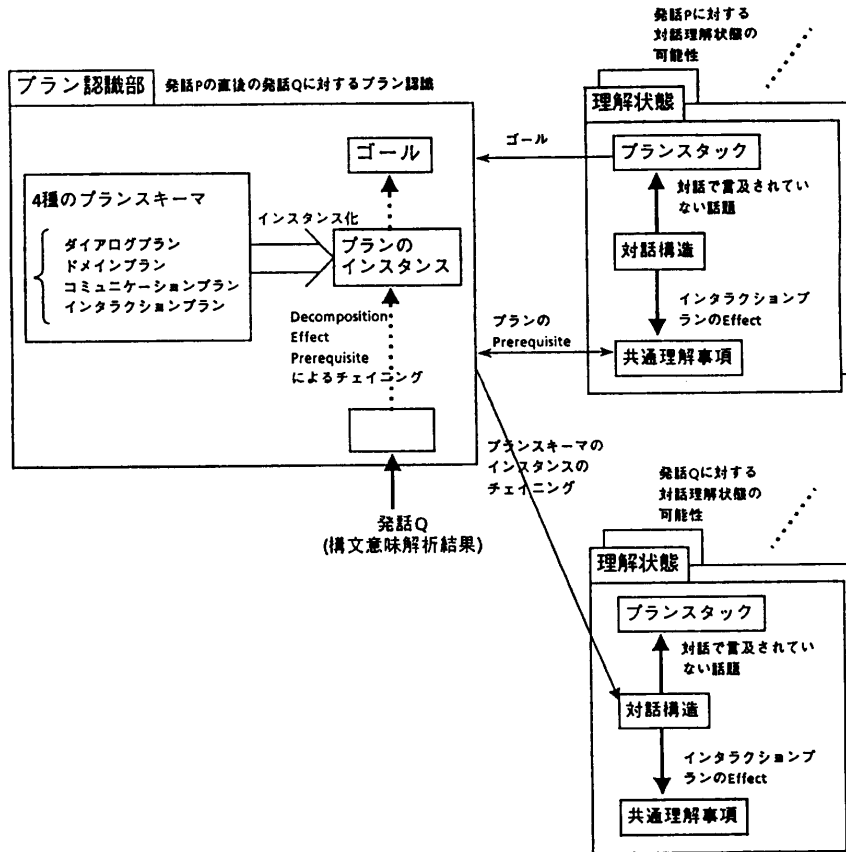 発話Pに対する
対話理解状態の
可能性
プラン認識部
発話Pの直後の発話Qに対するプラン認識
理解状態
ゴール
ゴール
プランスタック
4種のプランスキーマ
対話で言及されてい
ない話題
インスタンス化
プランの
インスタンス
ダイアログプラン
ドメインプラン
コミュニケーションプラン
インタラクションプラン
対話構造
インタラクションプ
ランのEffect
Decomposition
Effect
Prerequisite
によるチェイニング
プランの
Prerequisite
共通理解事項
プランスキーマの
インスタンスの
チェイニング
発話Q
(構文意味解析結果)
発話Qに対する
対話理解状態の
可能性
理解状態
プランスタック
対話で言及されてい
ない話題
対話構造
インタラクションプ
ランのEffect
共通理解事項